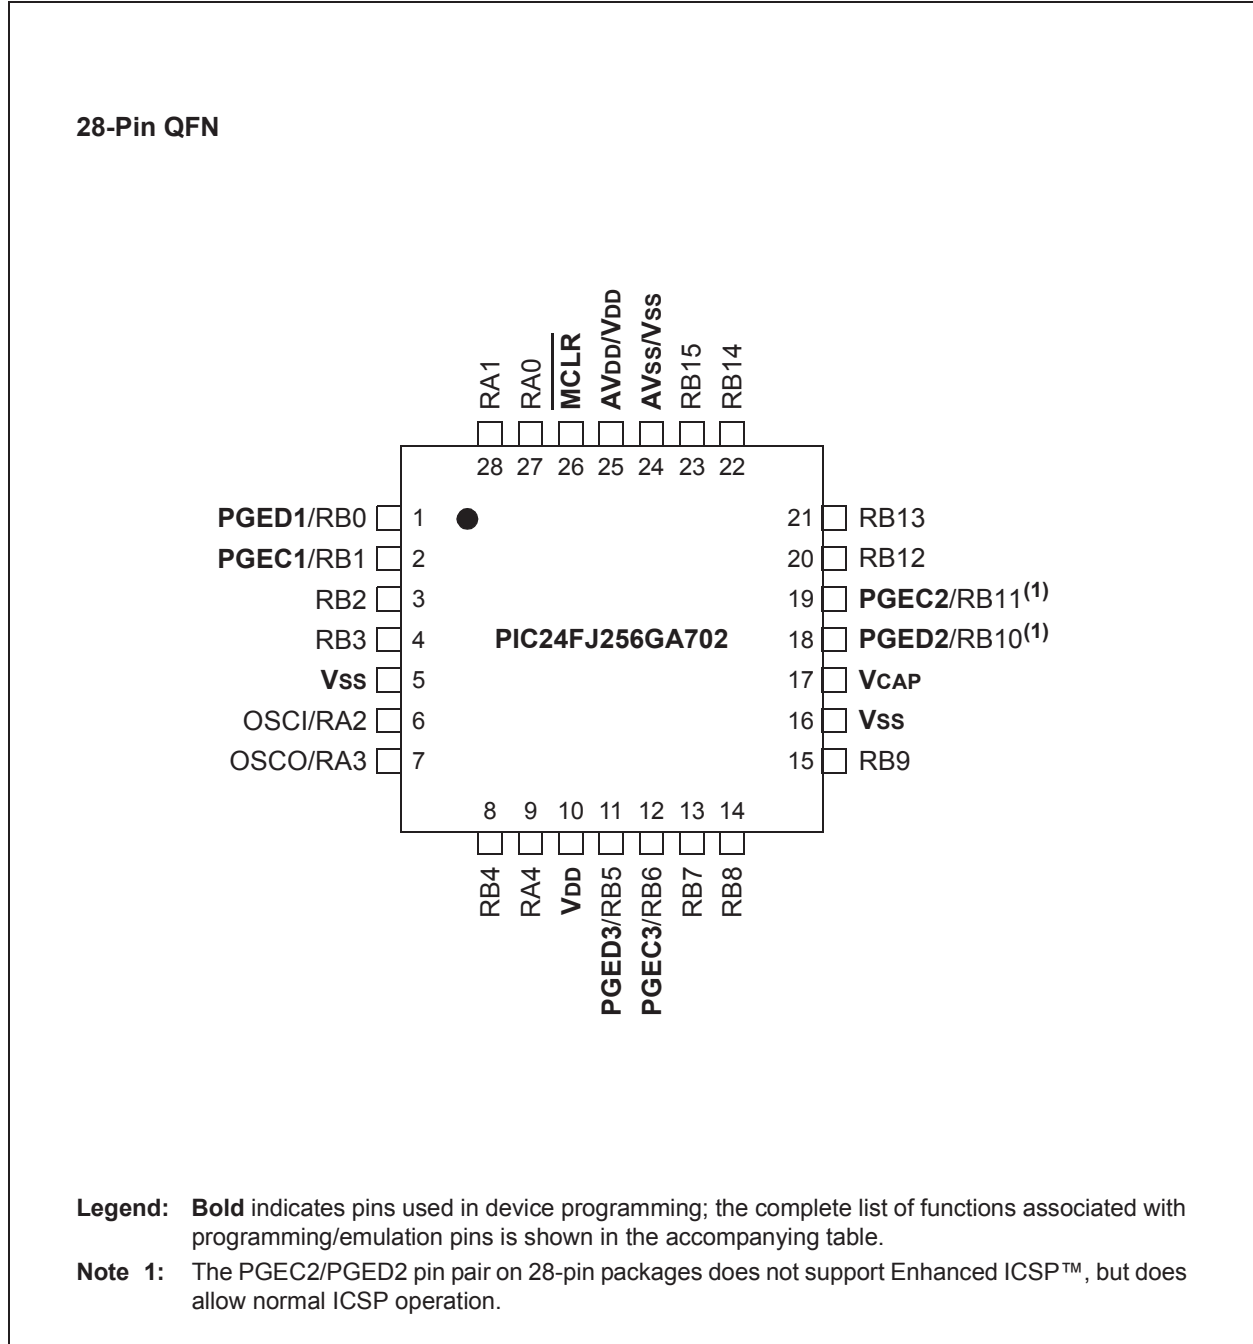 28-Pin QFN
RA1
RA0
MCLR
AVDD/VDD
AVSS/VSS
RB15
RB14
28 27 26 25 24 23 22
PGED1/RB0 1
PGEC1/RB1 2
RB2 3
RB3 4
VSS 5
OSCI/RA2 6
OSCO/RA3 7
PIC24FJ256GA702
21 RB13
20 RB12
19 PGEC2/RB11(1)
18 PGED2/RB10(1)
17 VCAP
16 VSS
15 RB9
8 9 10 11 12 13 14
RB4
RA4
VDD
PGED3/RB5
PGEC3/RB6
RB7
RB8
Legend: Bold indicates pins used in device programming; the complete list of functions associated with
programming/emulation pins is shown in the accompanying table.
Note 1: The PGEC2/PGED2 pin pair on 28-pin packages does not support Enhanced ICSP™, but does
allow normal ICSP operation.